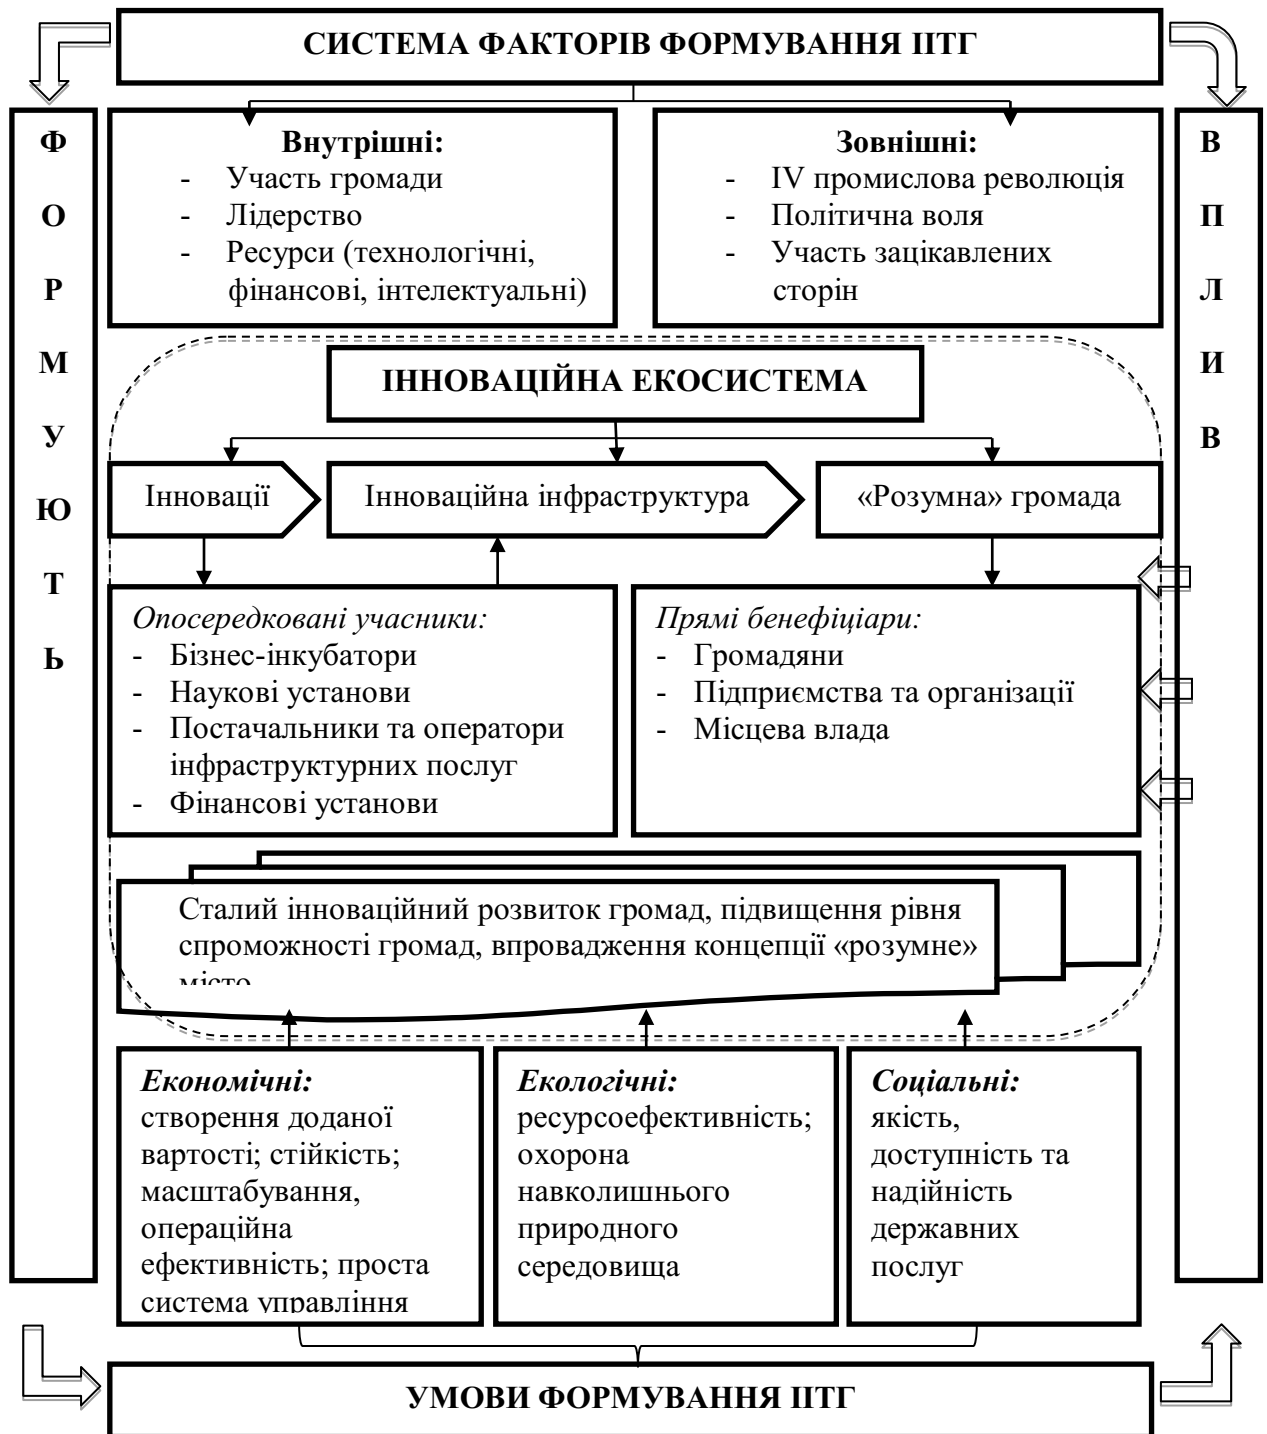 СИСТЕМА ФАКТОРІВ ФОРМУВАННЯ ІІТГ
Ф
О
Р
М
У
Ю
Т
Ь
Внутрішні:
- Участь громади
- Лідерство
- Ресурси (технологічні,
фінансові, інтелектуальні)
Зовнішні:
- IV промислова революція
- Політична воля
- Участь зацікавлених
сторін
В
П
Л
И
В
ІННОВАЦІЙНА ЕКОСИСТЕМА
Інновації
Інноваційна інфраструктура
«Розумна» громада
Опосередковані учасники:
- Бізнес-інкубатори
- Наукові установи
- Постачальники та оператори
інфраструктурних послуг
- Фінансові установи
Прямі бенефіціари:
- Громадяни
- Підприємства та організації
- Місцева влада
Сталий інноваційний розвиток громад, підвищення рівня
спроможності громад, впровадження концепції «розумне»
місто
Економічні:
створення доданої
вартості; стійкість;
масштабування,
операційна
ефективність; проста
система управління
Екологічні:
ресурсоефективність;
охорона
навколишнього
природного
середовища
Соціальні:
якість,
доступність та
надійність
державних
послуг
УМОВИ ФОРМУВАННЯ ІІТГ